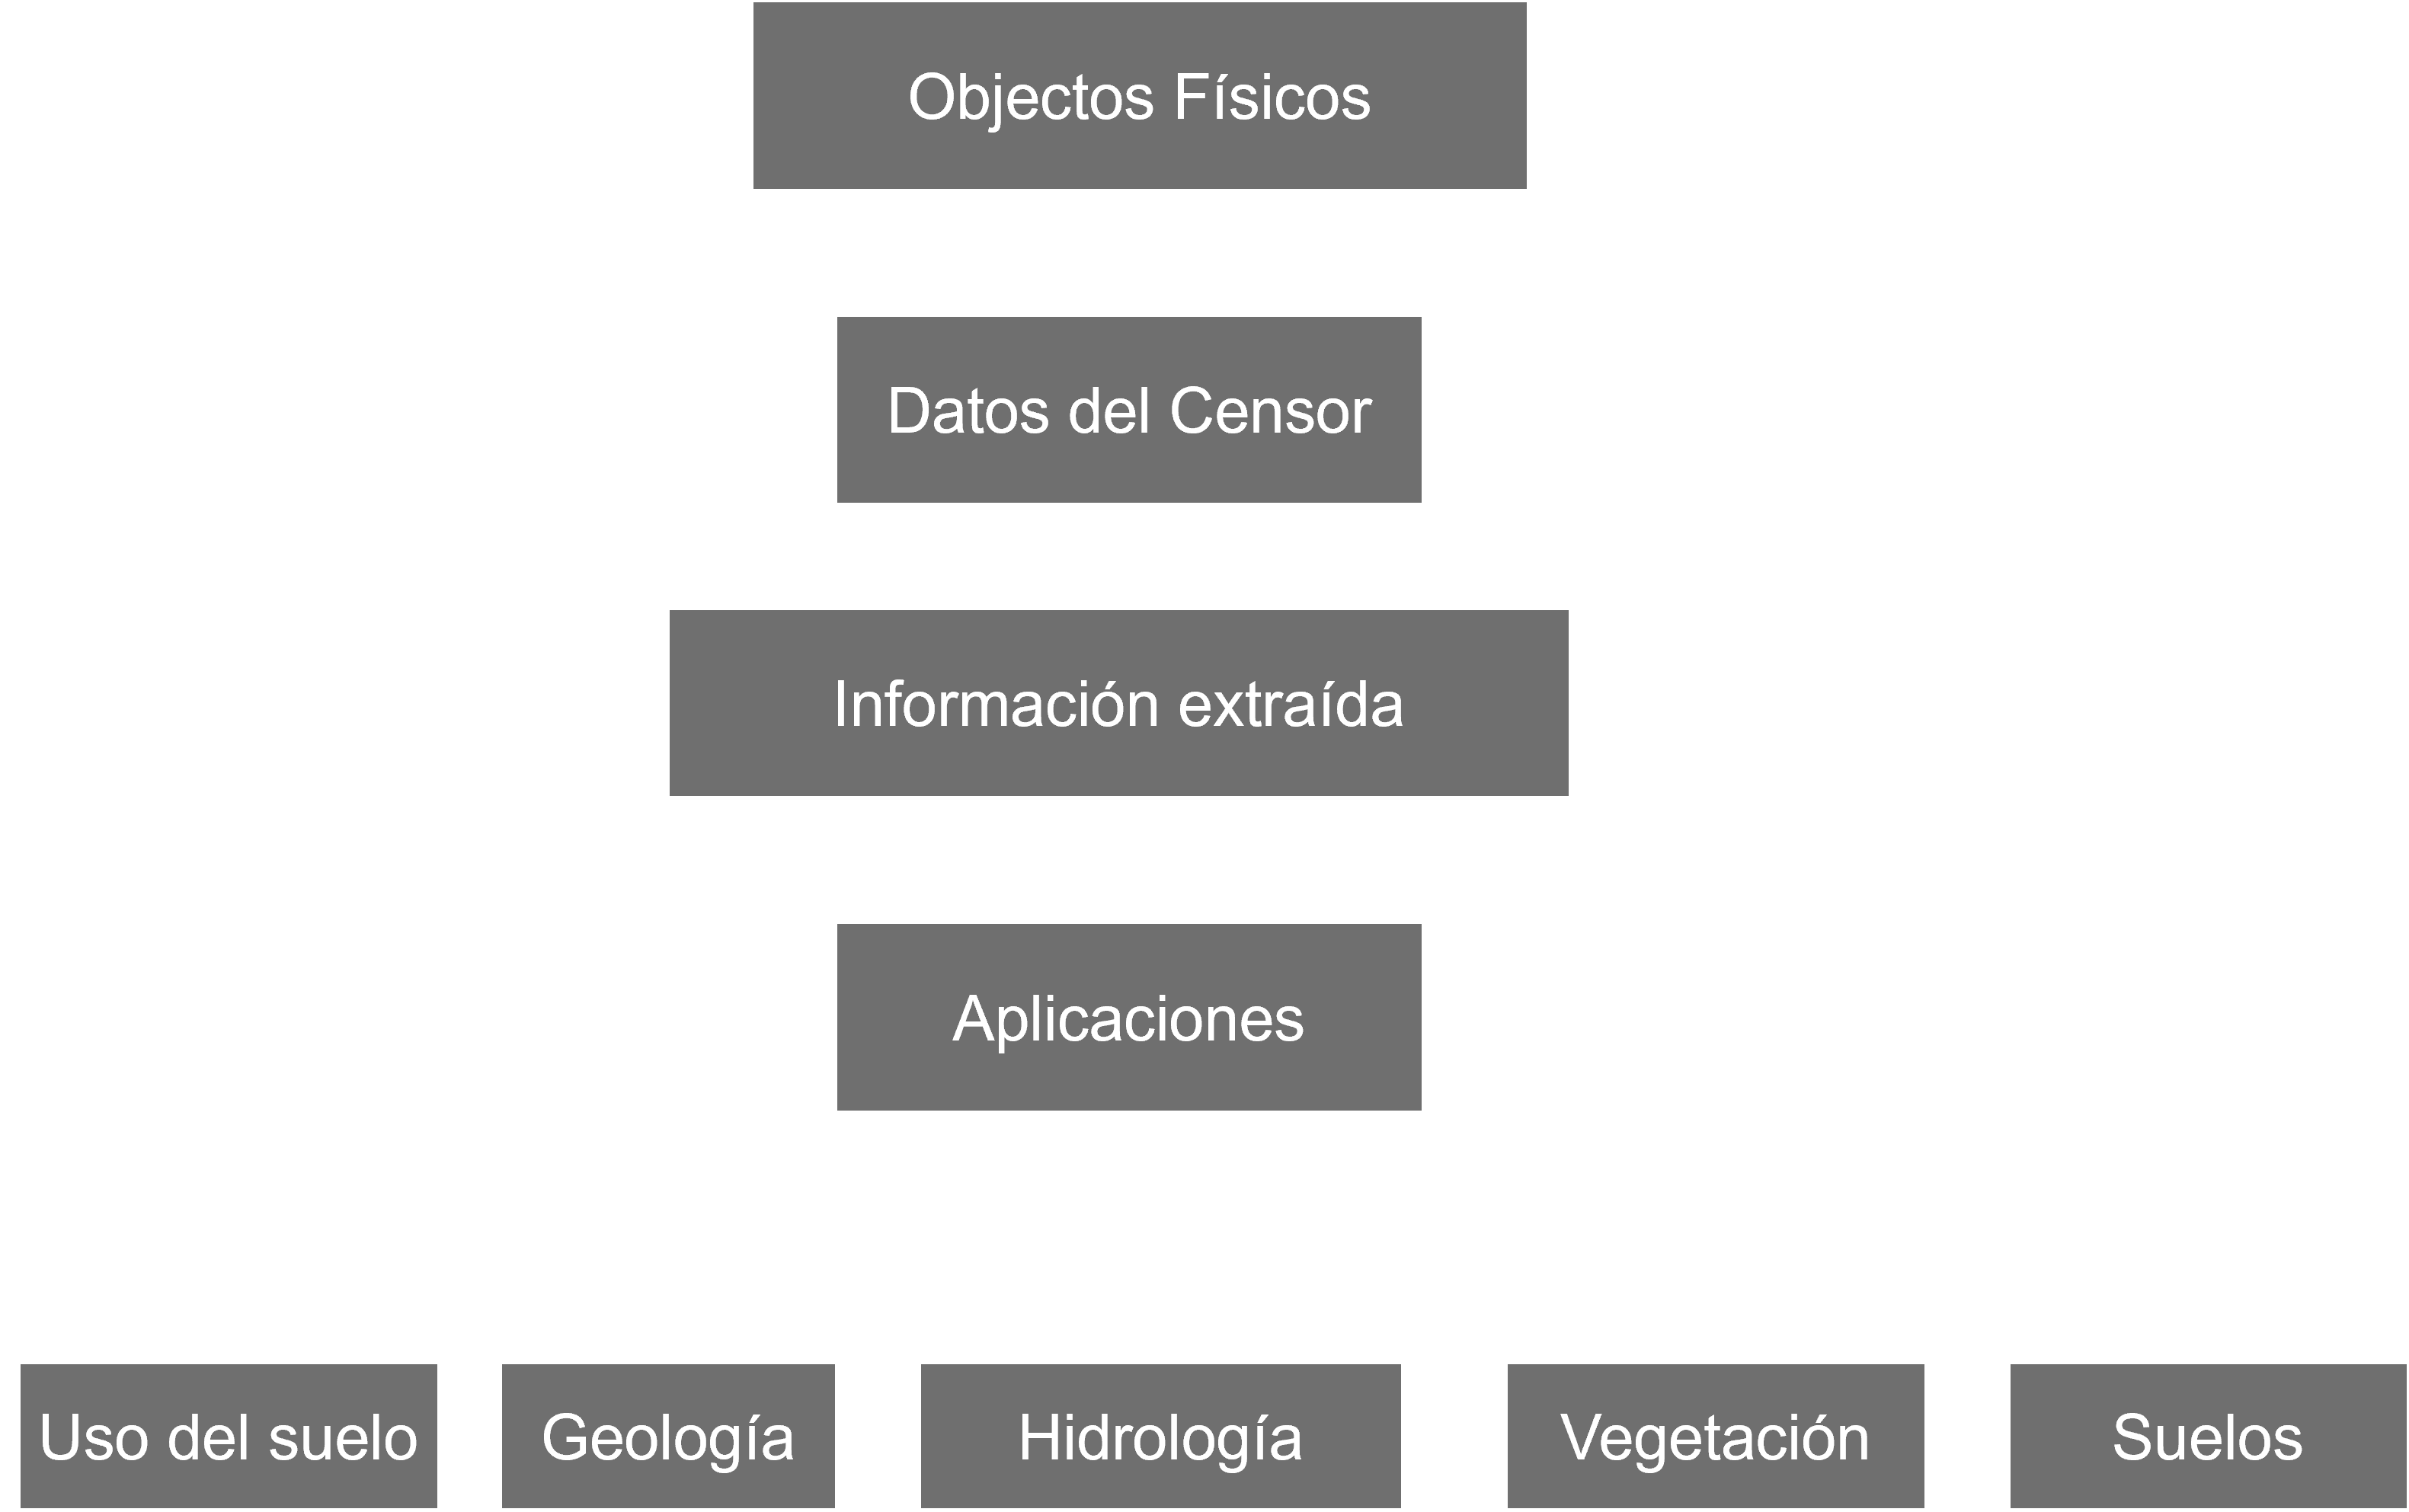 Objectos Físicos
Datos del Censor
Información extraída
Aplicaciones
Uso del suelo
Geología
Hidrología
Vegetación
Suelos